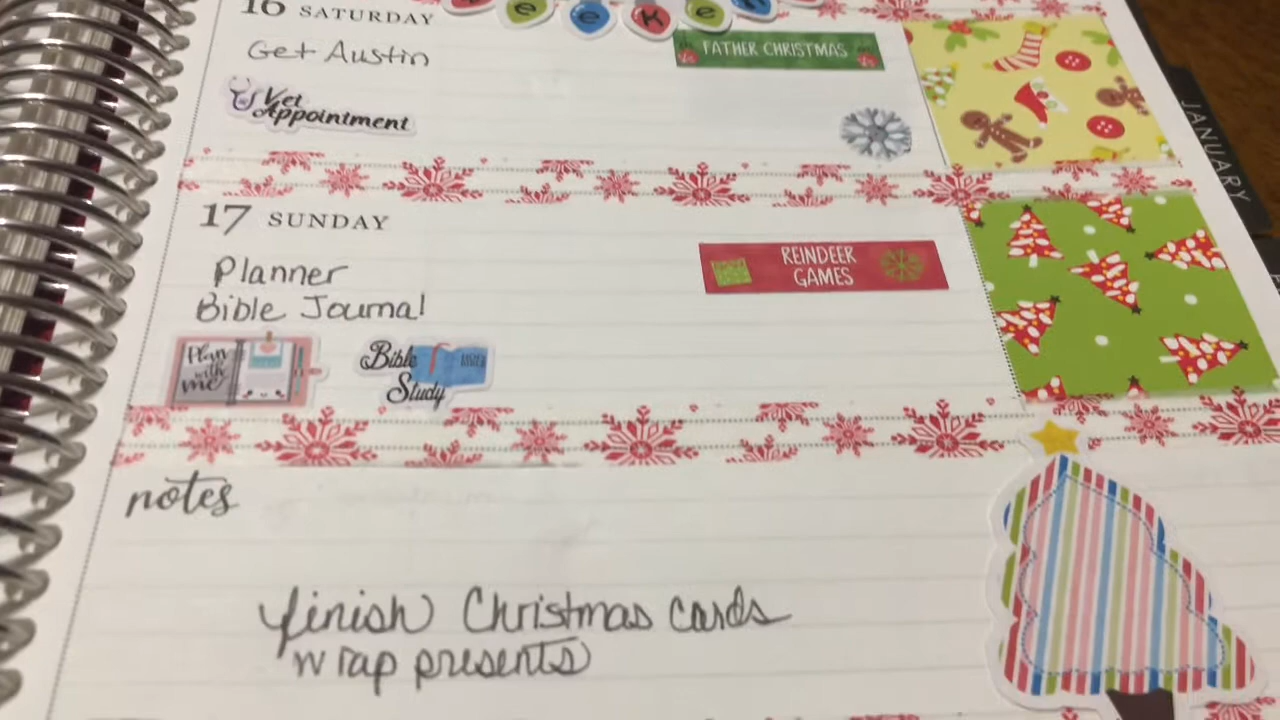 16 SATURDAY
Get Austin
FATHER CHRISTMAS
Vet
Appointment
JANUARY
17 SUNDAY
Planner
Bible Journal
REINDEER
GAMES
Plan
with
me
Bible
Study
notes
finish Christmas cards
wrap presents